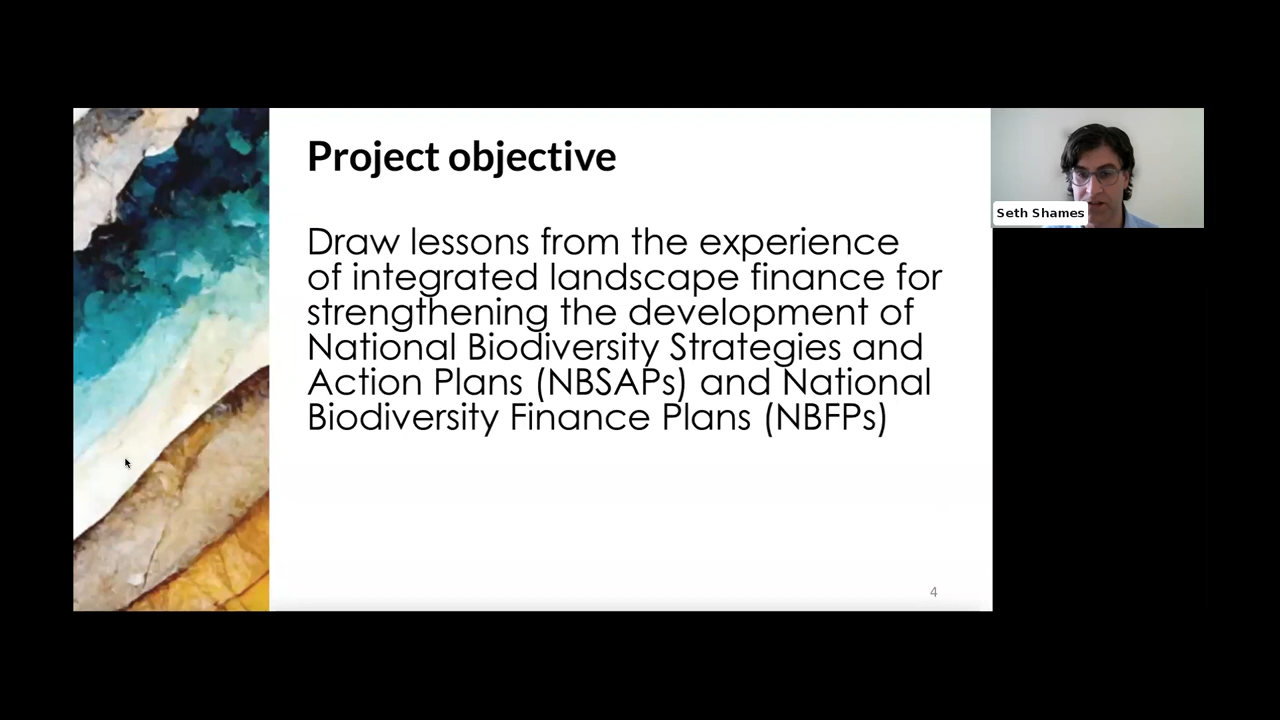 Project objective
Draw lessons from the experience
of integrated landscape finance for
strengthening the development of
National Biodiversity Strategies and
Action Plans (NBSAPs) and National
Biodiversity Finance Plans (NBFPs)
4
Seth Shames